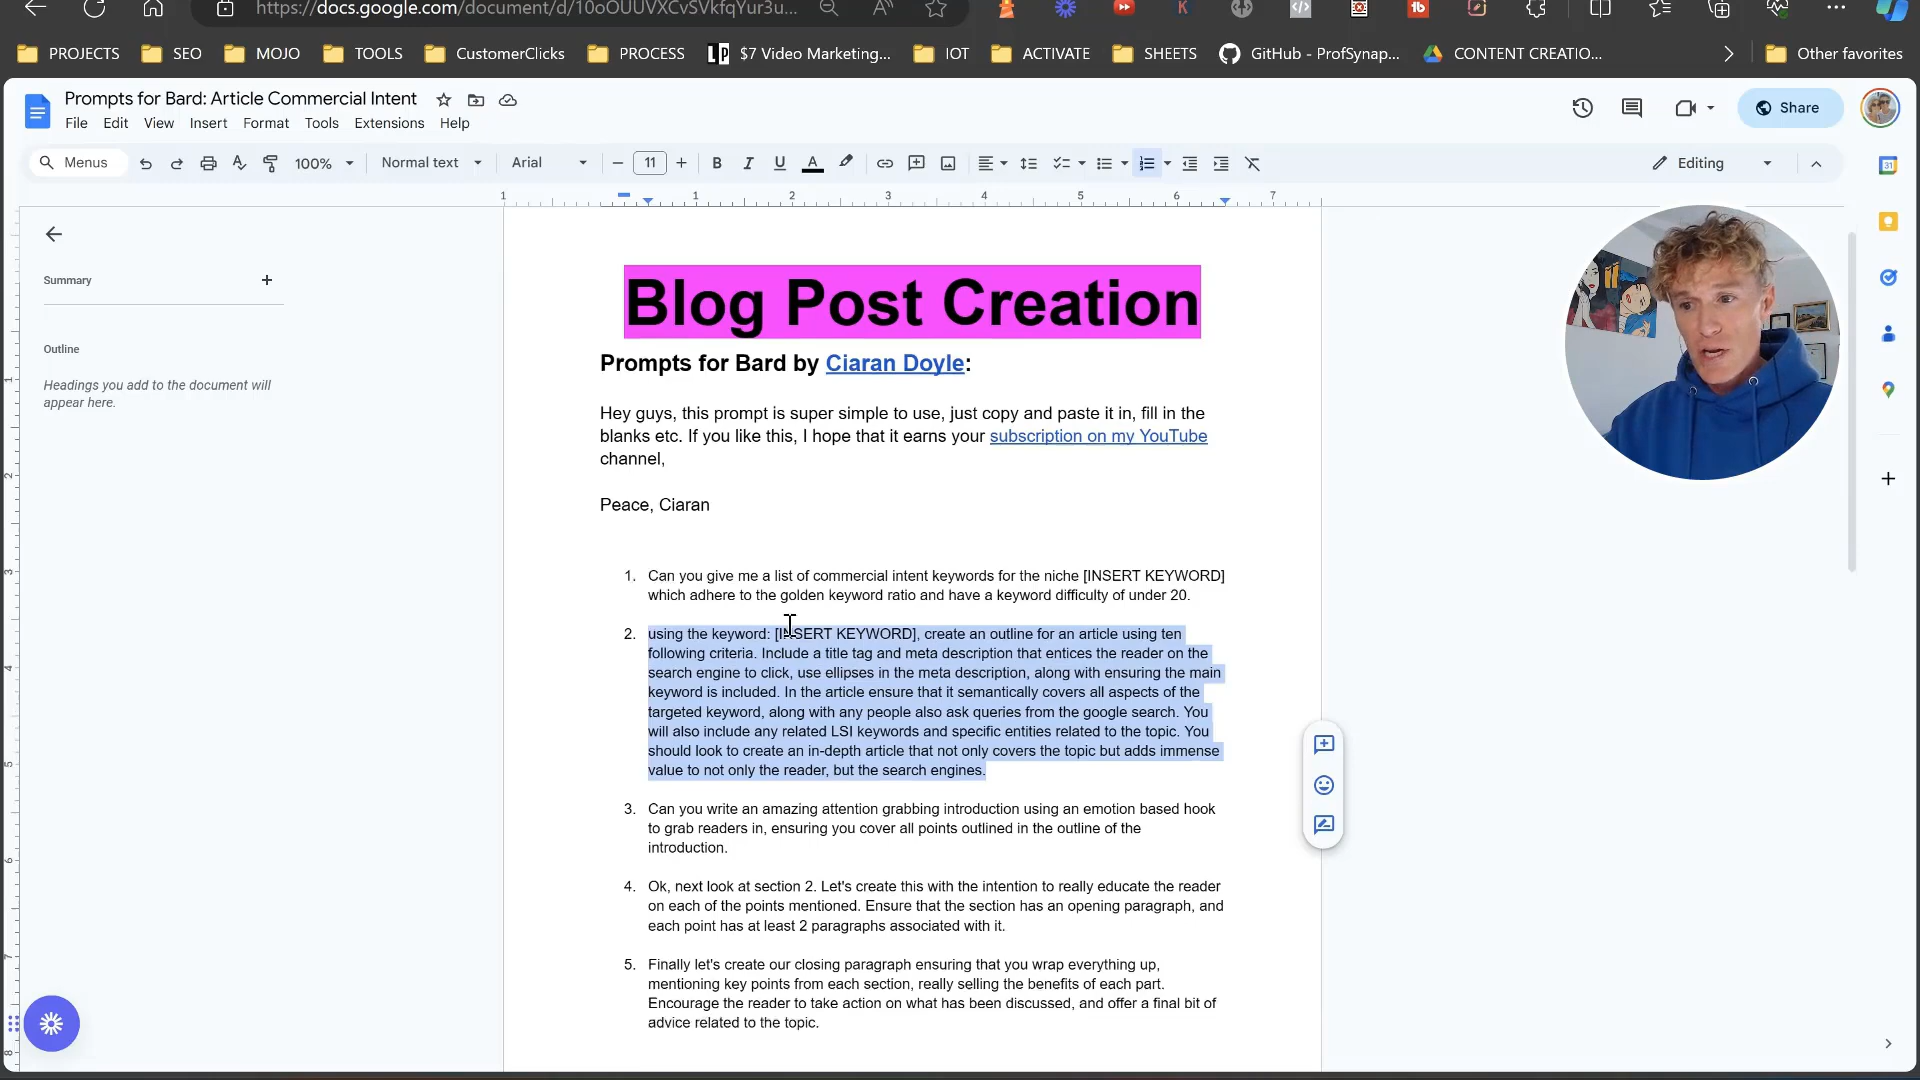 https://docs.google.com/document/d/10oOUUVXCvSVkfqYur3u...
PROJECTS SEO MOJO TOOLS CustomerClicks PROCESS $7 Video Marketing... IOT ACTIVATE SHEETS GitHub - ProfSynap... CONTENT CREATIO... Other favorites
Prompts for Bard: Article Commercial Intent
File Edit View Insert Format Tools Extensions Help
Share
Menus 100% Normal text Arial 11 Editing
1 1 2 3 4 5 6 7
Summary
Outline
Headings you add to the document will
appear here.
Blog Post Creation
Prompts for Bard by Ciaran Doyle:
Hey guys, this prompt is super simple to use, just copy and paste it in, fill in the
blanks etc. If you like this, I hope that it earns your subscription on my YouTube
channel,
Peace, Ciaran
1. Can you give me a list of commercial intent keywords for the niche [INSERT KEYWORD]
which adhere to the golden keyword ratio and have a keyword difficulty of under 20.
2. using the keyword: [INSERT KEYWORD], create an outline for an article using ten
following criteria. Include a title tag and meta description that entices the reader on the
search engine to click, use ellipses in the meta description, along with ensuring the main
keyword is included. In the article ensure that it semantically covers all aspects of the
targeted keyword, along with any people also ask queries from the google search. You
will also include any related LSI keywords and specific entities related to the topic. You
should look to create an in-depth article that not only covers the topic but adds immense
value to not only the reader, but the search engines.
3. Can you write an amazing attention grabbing introduction using an emotion based hook
to grab readers in, ensuring you cover all points outlined in the outline of the
introduction.
4. Ok, next look at section 2. Let's create this with the intention to really educate the reader
on each of the points mentioned. Ensure that the section has an opening paragraph, and
each point has at least 2 paragraphs associated with it.
5. Finally let's create our closing paragraph ensuring that you wrap everything up,
mentioning key points from each section, really selling the benefits of each part.
Encourage the reader to take action on what has been discussed, and offer a final bit of
advice related to the topic.